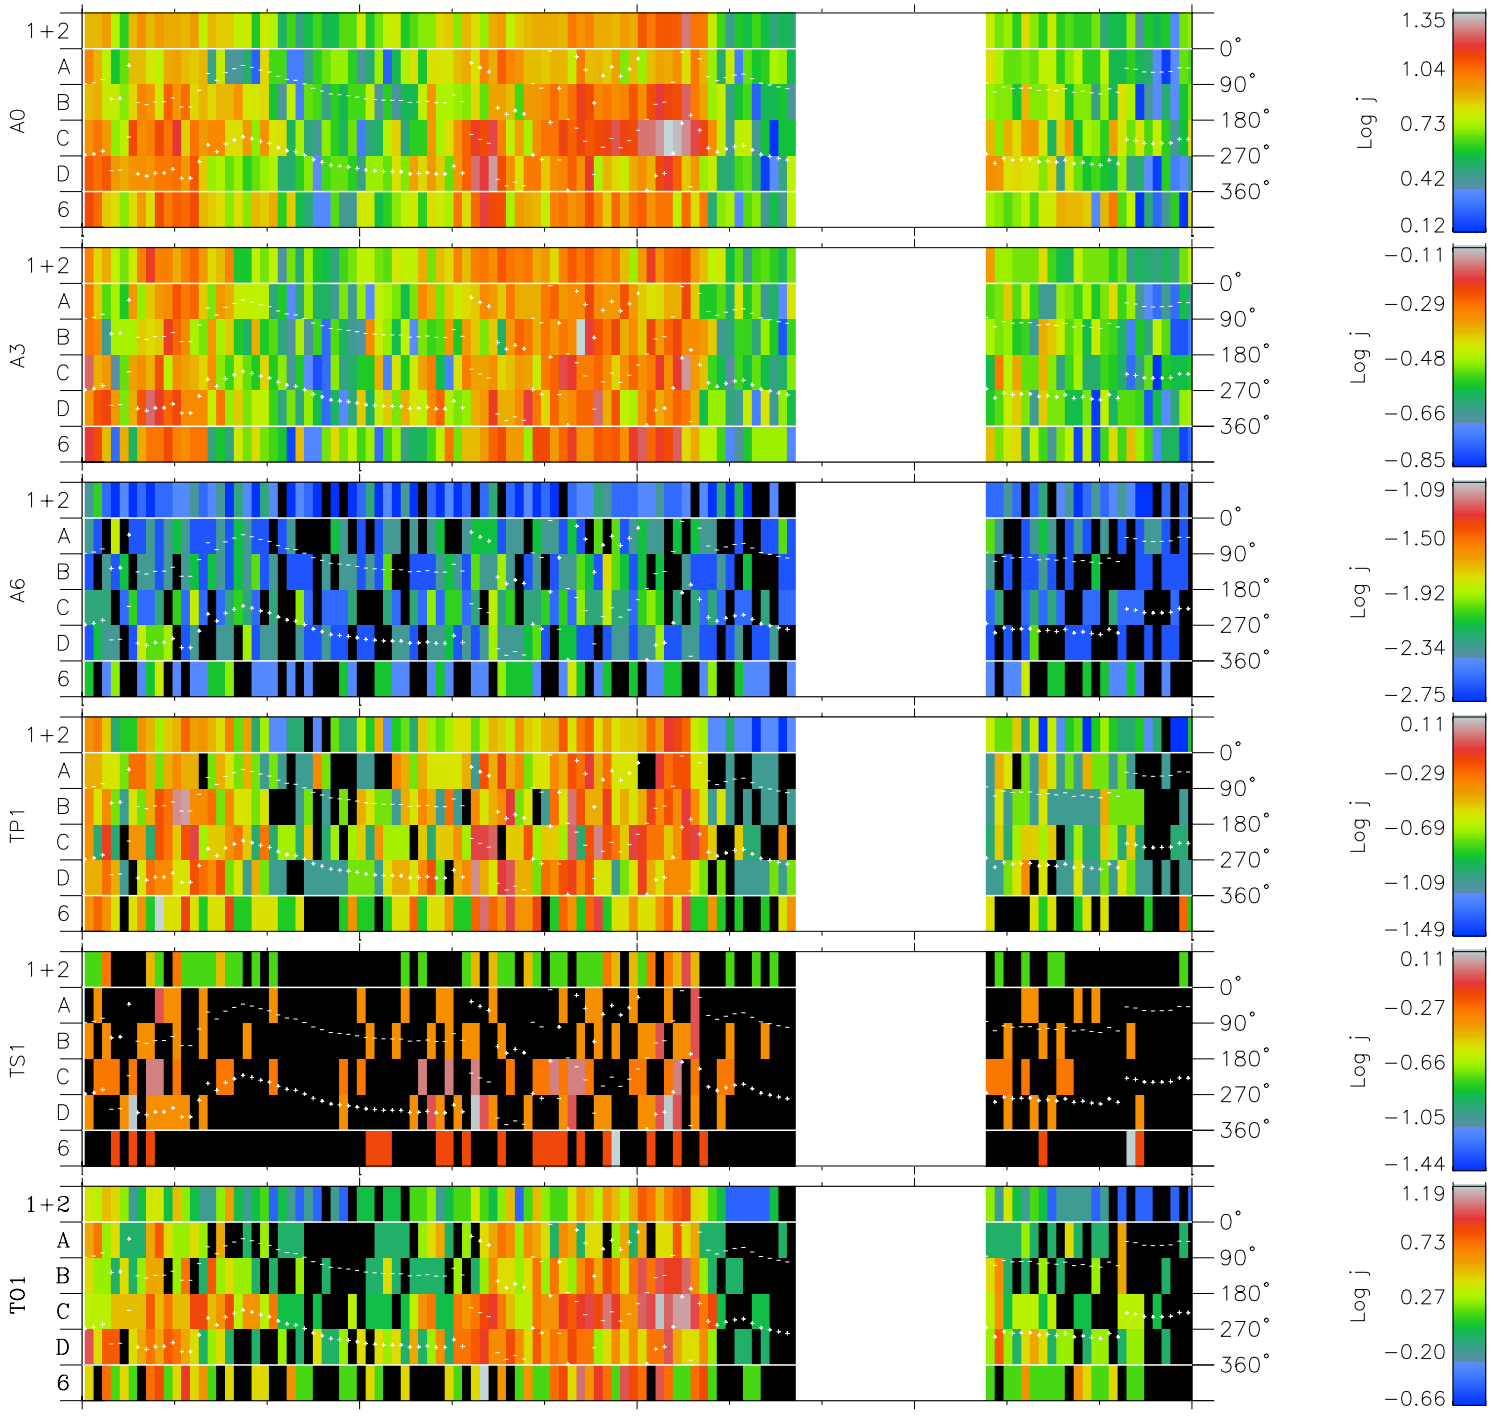 1+2
A
B
C
D
6
A0
0°
90°
180°
270°
360°
1.35
1.04
0.73
0.42
0.12
Log j
1+2
A
B
C
D
6
A3
0°
90°
180°
270°
360°
−0.11
−0.29
−0.48
−0.66
−0.85
Log j
1+2
A
B
C
D
6
A6
0°
90°
180°
270°
360°
−1.09
−1.50
−1.92
−2.34
−2.75
Log j
1+2
A
B
C
D
6
TP1
0°
90°
180°
270°
360°
0.11
−0.29
−0.69
−1.09
−1.49
Log j
1+2
A
B
C
D
6
TS1
0°
90°
180°
270°
360°
0.11
−0.27
−0.66
−1.05
−1.44
Log j
1+2
A
B
C
D
6
TO1
0°
90°
180°
270°
360°
1.19
0.73
0.27
−0.20
−0.66
Log j